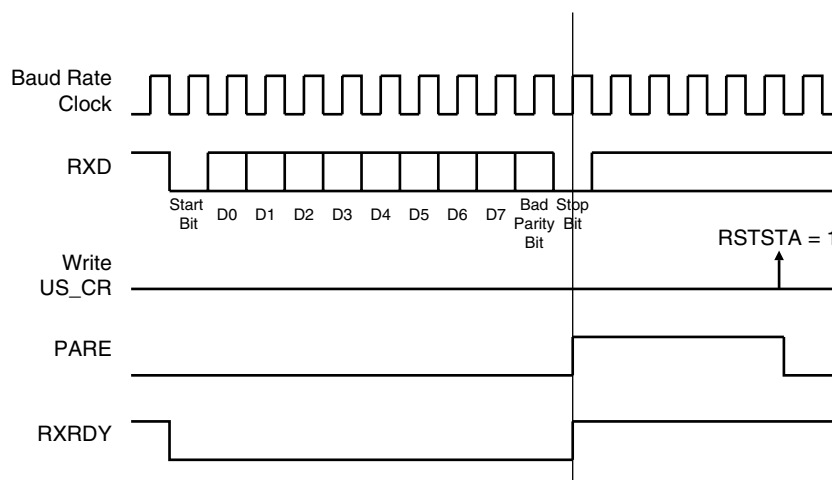 Baud Rate
Clock
RXD
Start
Bit
D0 D1 D2 D3 D4 D5 D6 D7
Bad
Parity
Bit
Stop
Bit
RSTSTA = 1
Write
US_CR
PARE
RXRDY